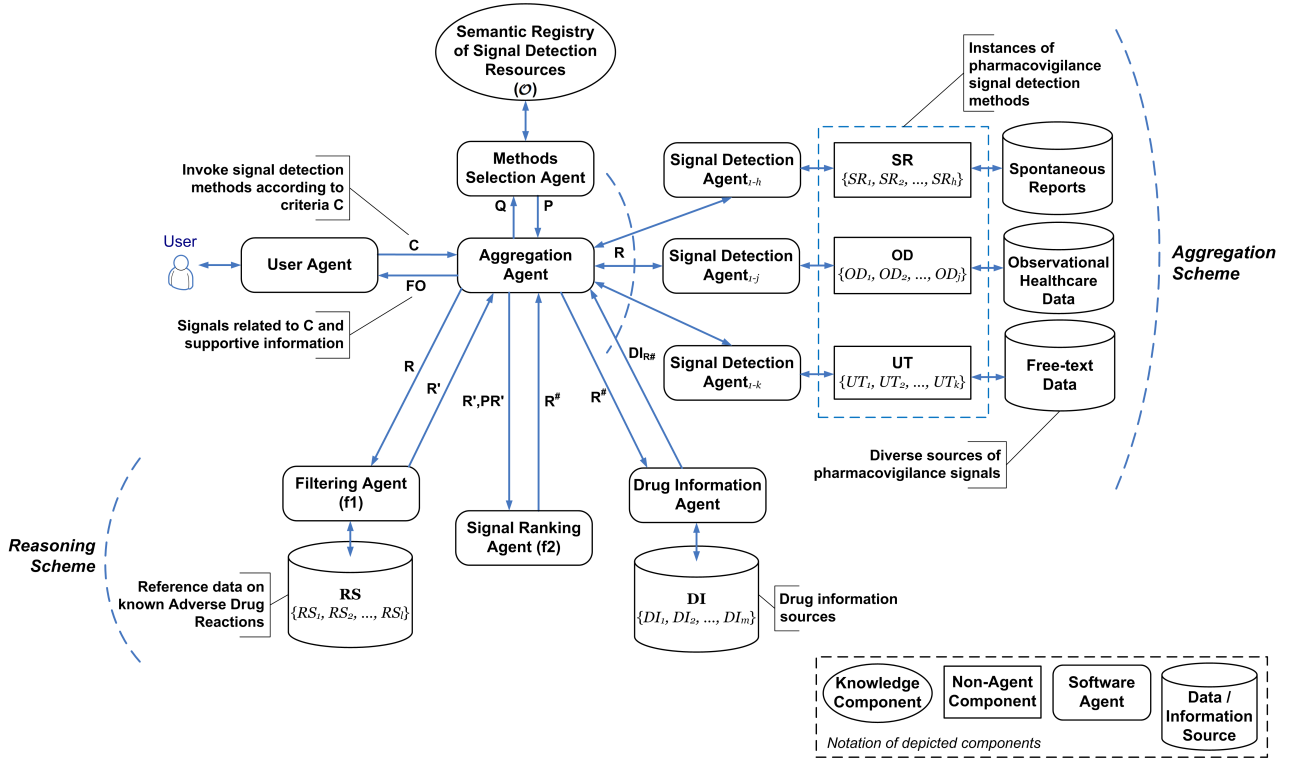 Semantic Registry
of Signal Detection
Resources
(𝒪)
Instances of
pharmacovigilance
signal detection
methods
Invoke signal detection
methods according to
criteria C
Methods
Selection Agent
Signal Detection
Agent₁₋ₕ
SR
{SR₁, SR₂, ..., SRₕ}
Spontaneous
Reports
Q
P
User
User Agent
C
FO
Aggregation
Agent
R
Signal Detection
Agent₁₋ⱼ
OD
{OD₁, OD₂, ..., ODⱼ}
Observational
Healthcare
Data
Aggregation
Scheme
Signals related to C and
supportive information
Signal Detection
Agent₁₋ₖ
UT
{UT₁, UT₂, ..., UTₖ}
Free-text
Data
R
R'
R',PR'
R#
R#
DIR#
Diverse sources of
pharmacovigilance signals
Filtering Agent
(f1)
Signal Ranking
Agent (f2)
Drug Information
Agent
Reasoning
Scheme
Reference data on
known Adverse Drug
Reactions
RS
{RS₁, RS₂, ..., RSₗ}
DI
{DI₁, DI₂, ..., DIₘ}
Drug information
sources
Knowledge
Component
Non-Agent
Component
Software
Agent
Data /
Information
Source
Notation of depicted components